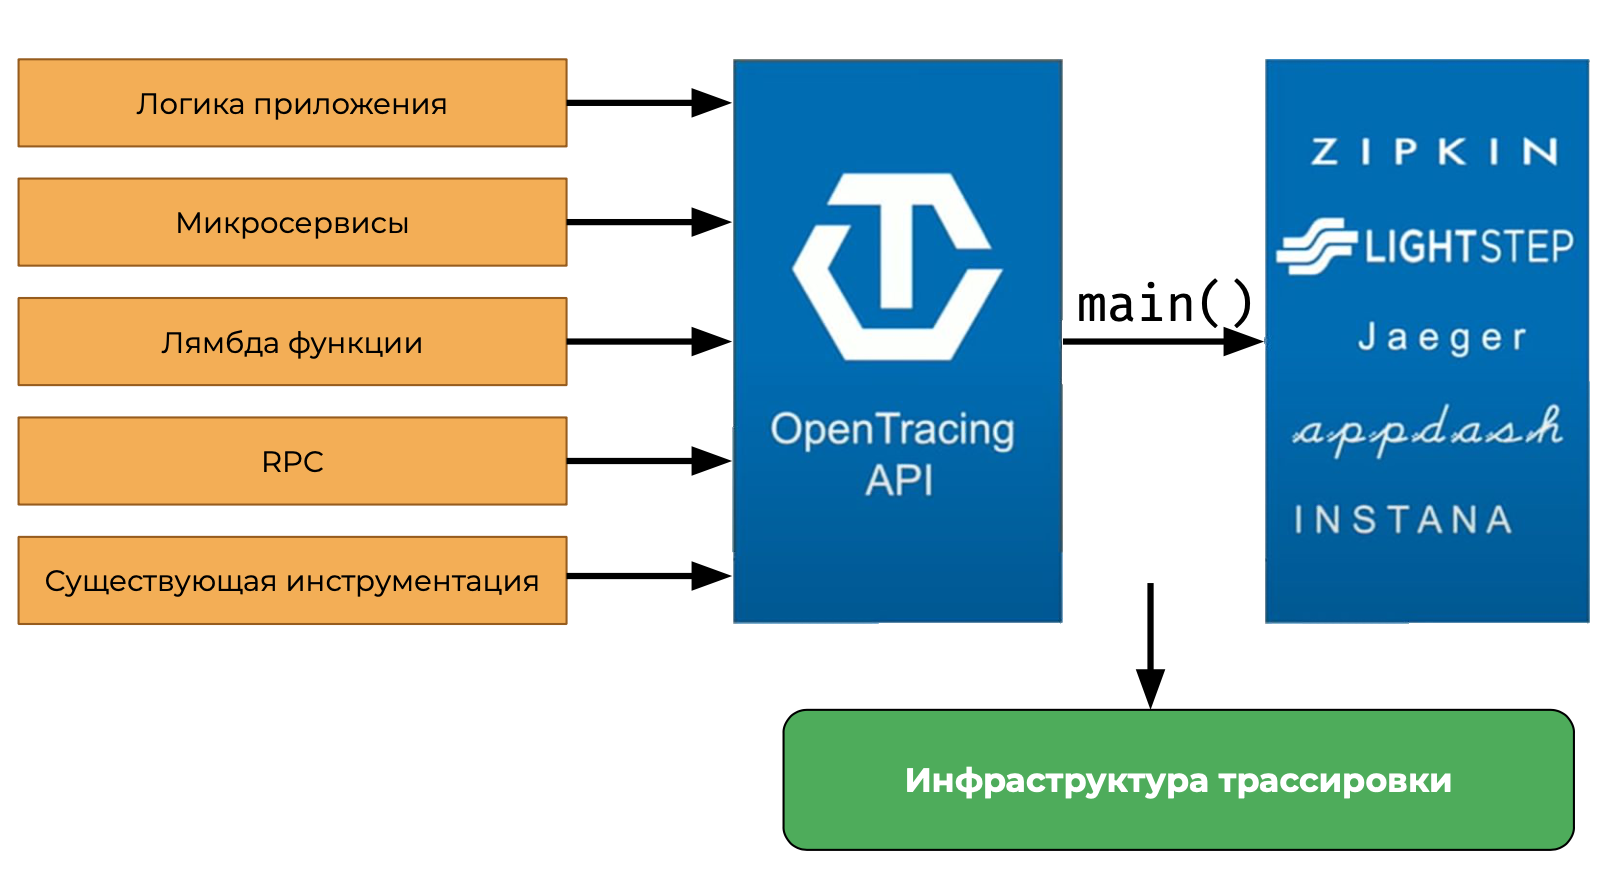 Логика приложения
Микросервисы
Лямбда функции
RPC
Существующая инструментация
OpenTracing
API
main()
ZIPKIN
LIGHTSTEP
Jaeger
appdash
INSTANA
Инфраструктура трассировки